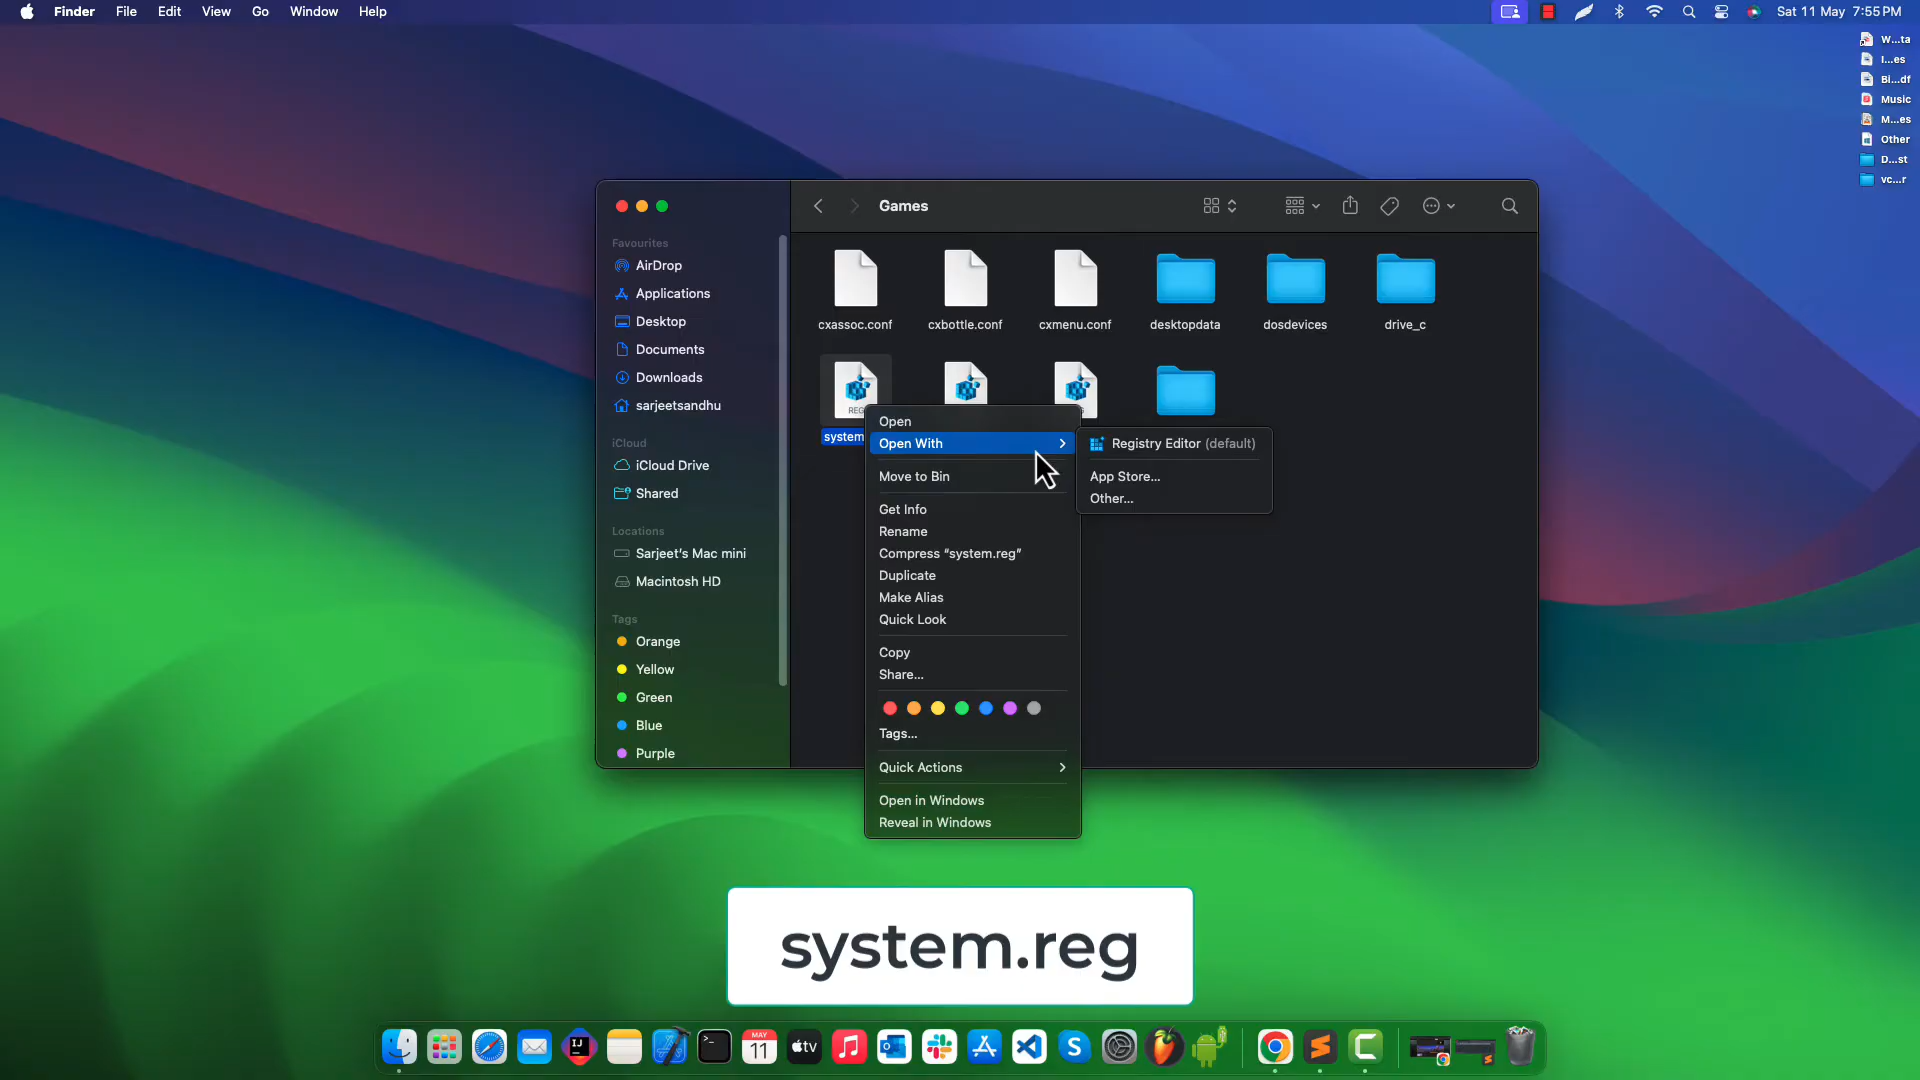 Finder File Edit View Go Window Help
Sat 11 May 7:55 PM
W...ta
I...es
Bi...df
Music
M...es
Other
D...st
vc...r
Games
Favourites
AirDrop
Applications
Desktop
Documents
Downloads
sarjeetsandhu
iCloud
iCloud Drive
Shared
Locations
Sarjeet's Mac mini
Macintosh HD
Tags
Orange
Yellow
Green
Blue
Purple
cxassoc.conf cxbottle.conf cxmenu.conf desktopdata dosdevices drive_c
REG
system
Open
Open With
Move to Bin
Get Info
Rename
Compress “system.reg”
Duplicate
Make Alias
Quick Look
Copy
Share...
Tags...
Quick Actions
Open in Windows
Reveal in Windows
Registry Editor (default)
App Store...
Other...
system.reg
MAY
11
tv